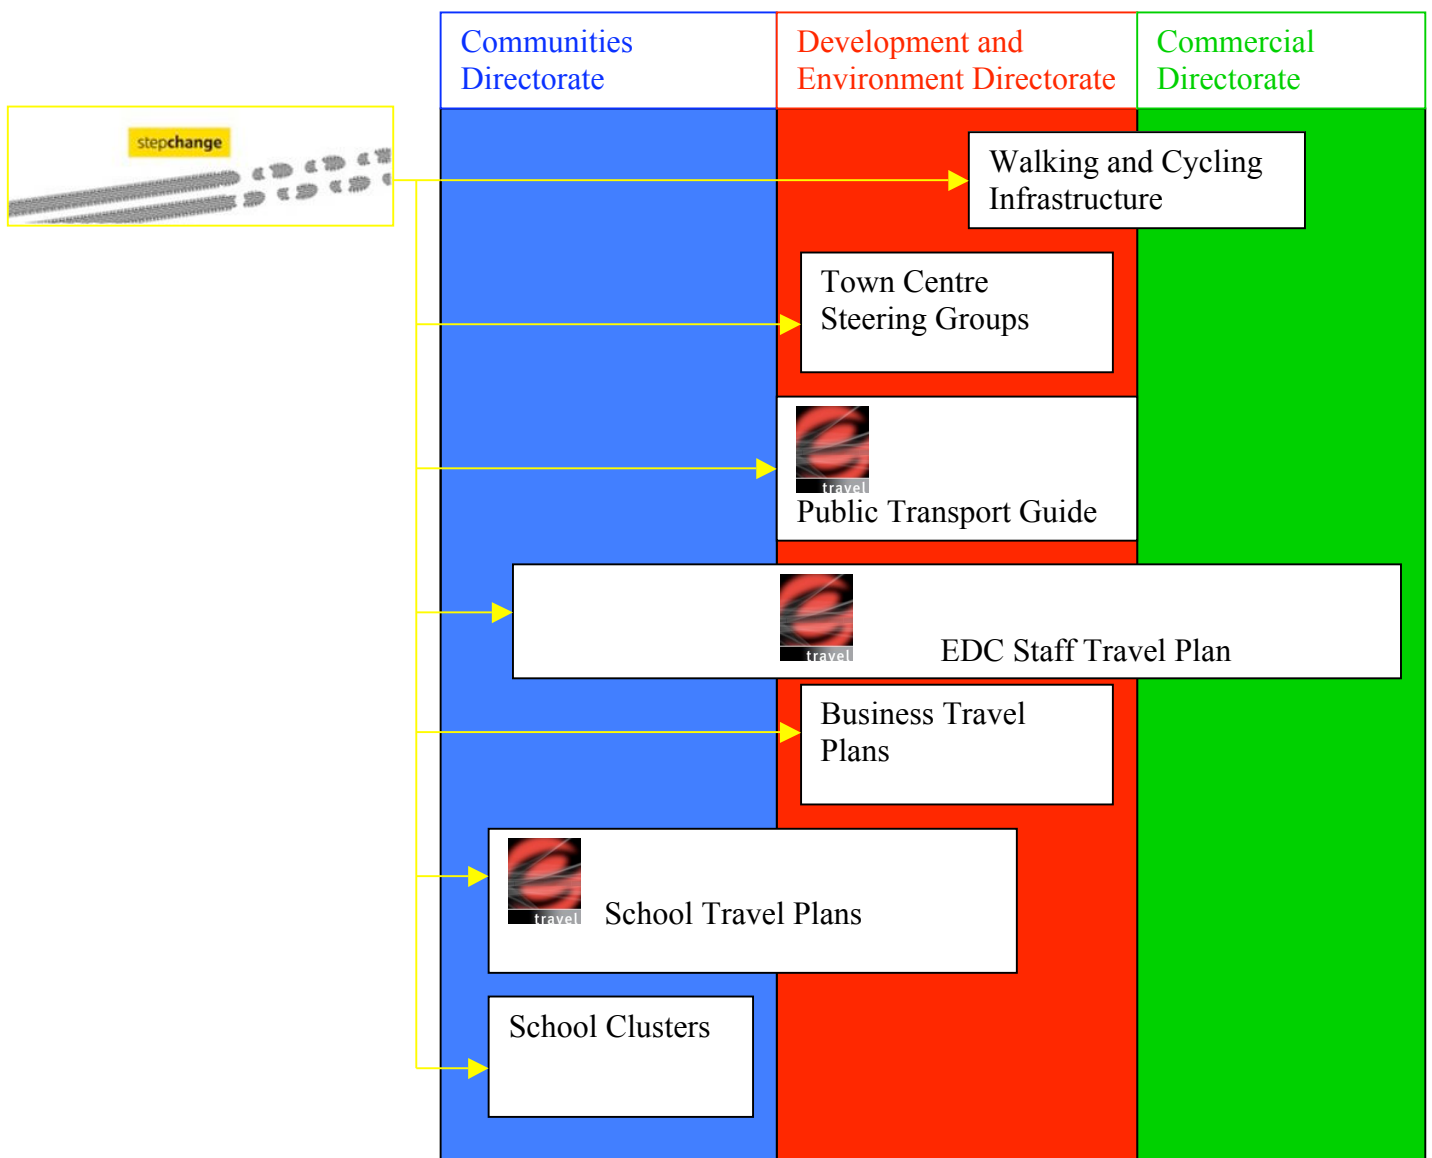 Communities
Directorate
Development and
Environment Directorate
Commercial
Directorate
stepchange
Walking and Cycling
Infrastructure
Town Centre
Steering Groups
travel
Public Transport Guide
travel
EDC Staff Travel Plan
Business Travel
Plans
travel
School Travel Plans
School Clusters